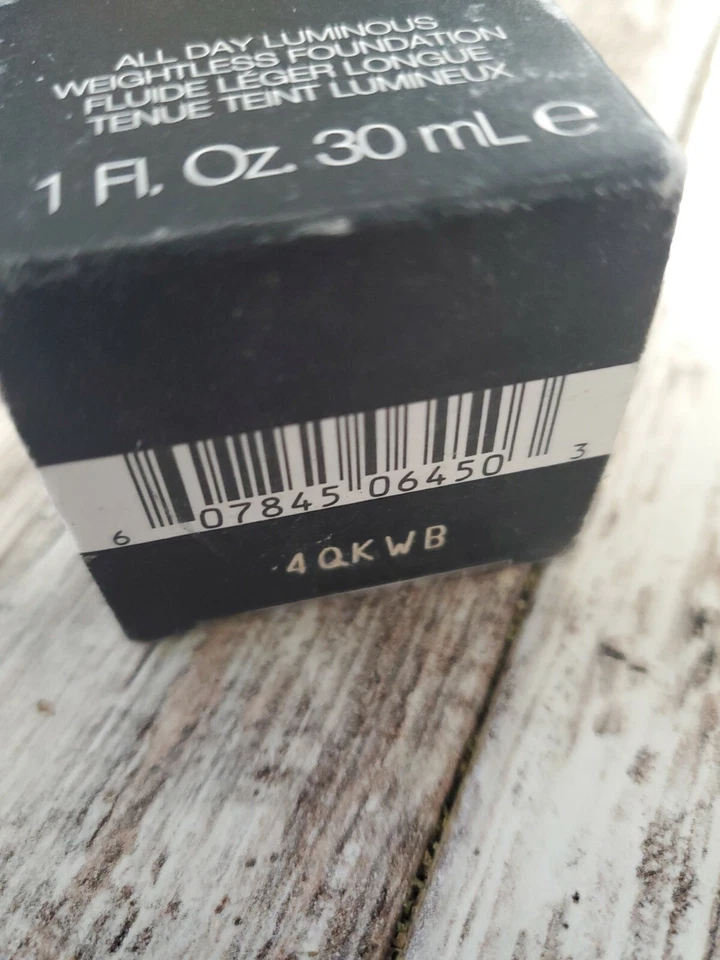 ALL DAY LUMINOUS
WEIGHTLESS FOUNDATION
FLUIDE LÉGER LONGUE
TENUE TEINT LUMINEUX
1 Fl. Oz. 30 mL ℮
6 07845 06450 3
4QKWB